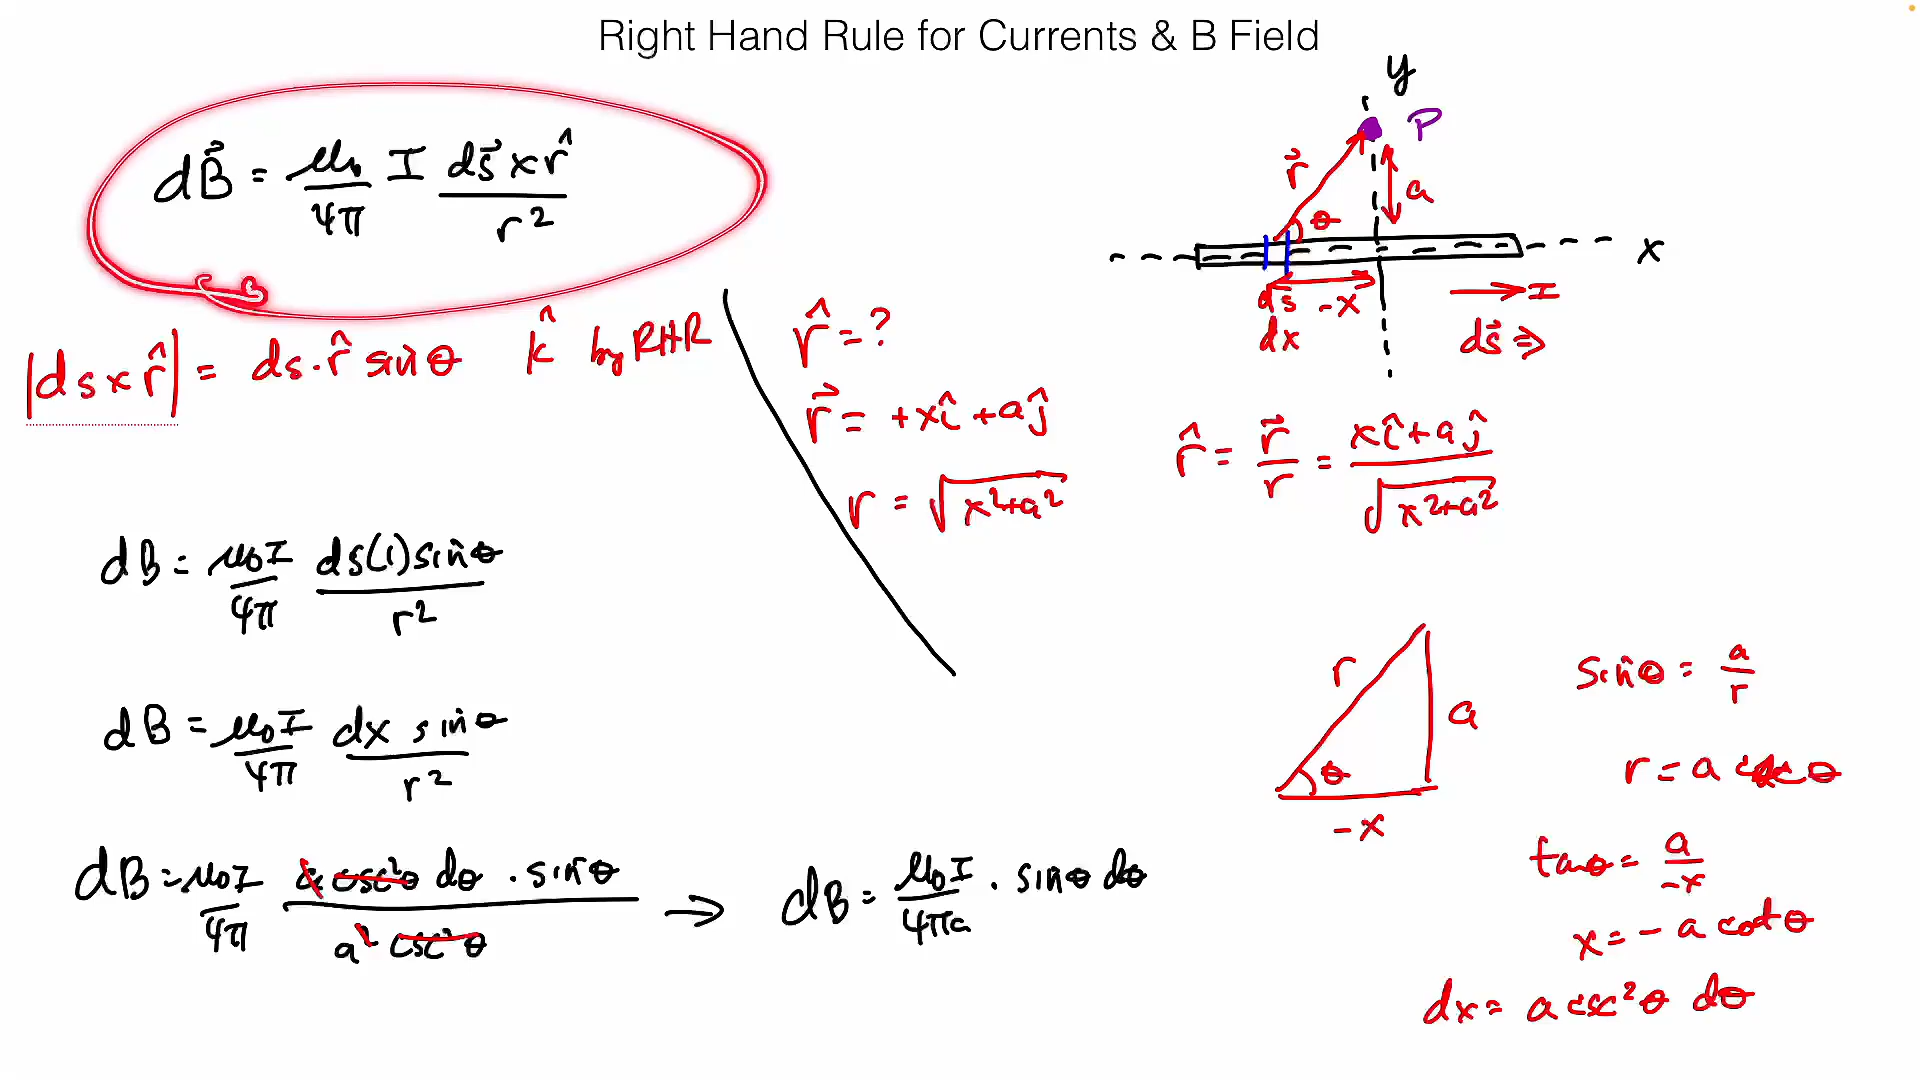 Right Hand Rule for Currents & B Field
dB⃗ = μ₀/4π I ds⃗ x r̂ / r²
|ds x r̂| = ds · r̂ sinθ k̂ by RHR
r̂ = ?
r⃗ = +xî + aĵ
r = √(x²+a²)
y
P
r⃗
a
θ
x
ds -x
dx
I
ds⃗ ⇒
r̂ = r⃗/r = xî + aĵ / √(x²+a²)
dB = μ₀I/4π ds(1)sinθ / r²
dB = μ₀I/4π dx sinθ / r²
dB = μ₀I/4π a csc²θ dθ · sinθ / a² csc²θ → dB = μ₀I/4πa · sinθ dθ
r
a
θ
-x
sinθ = a/r
r = a cscθ
tanθ = a/-x
x = - a cotθ
dx = a csc²θ dθ